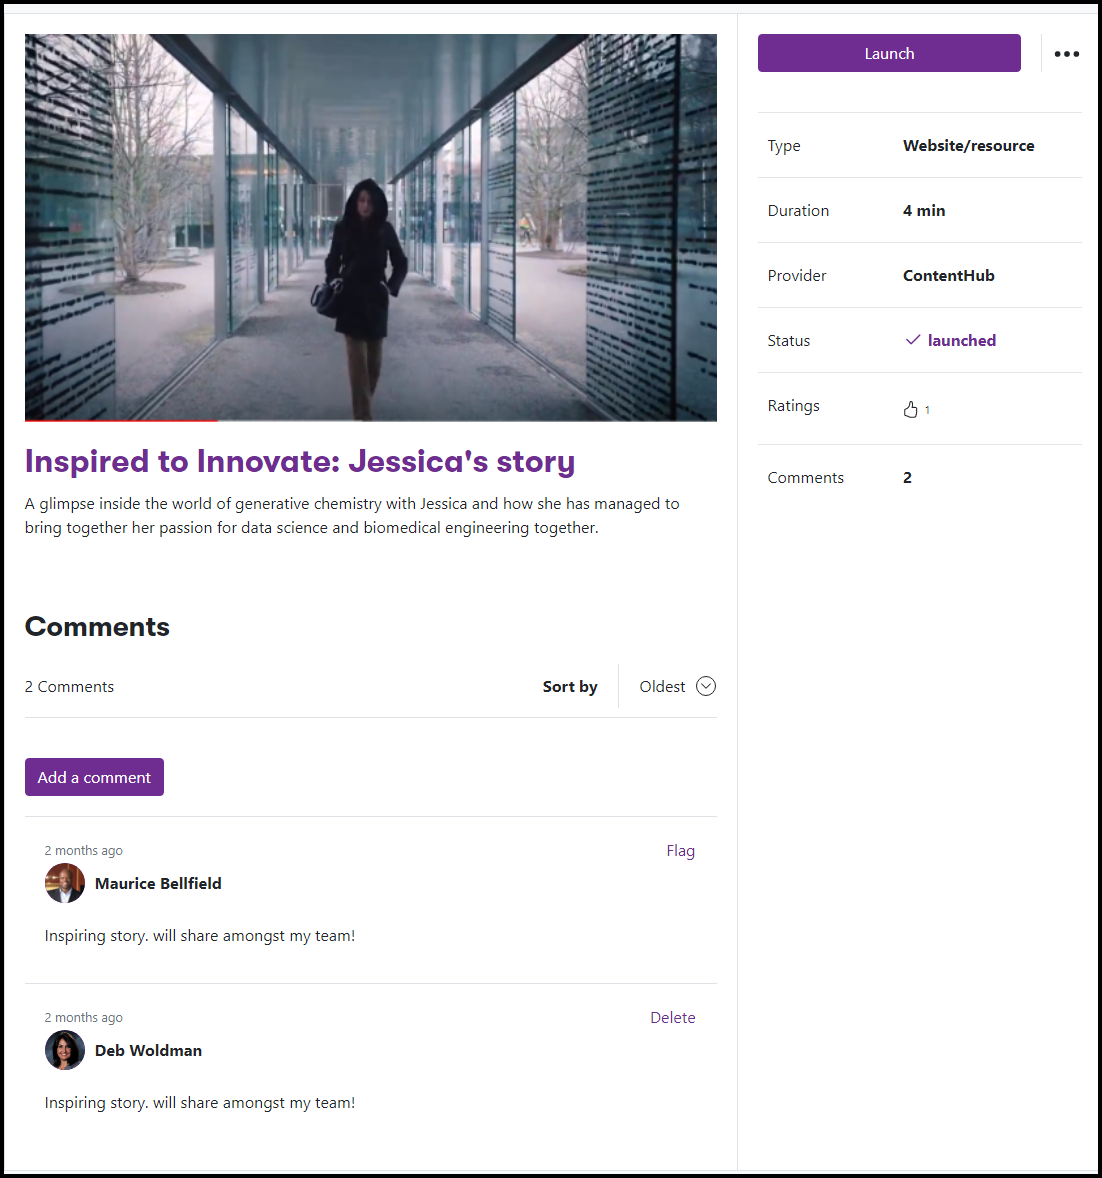 Inspired to Innovate: Jessica's story
A glimpse inside the world of generative chemistry with Jessica and how she has managed to
bring together her passion for data science and biomedical engineering together.
Comments
2 Comments
Sort by
Oldest
Add a comment
2 months ago
Flag
Maurice Bellfield
Inspiring story. will share amongst my team!
2 months ago
Delete
Deb Woldman
Inspiring story. will share amongst my team!
Launch
Type
Website/resource
Duration
4 min
Provider
ContentHub
Status
launched
Ratings
1
Comments
2